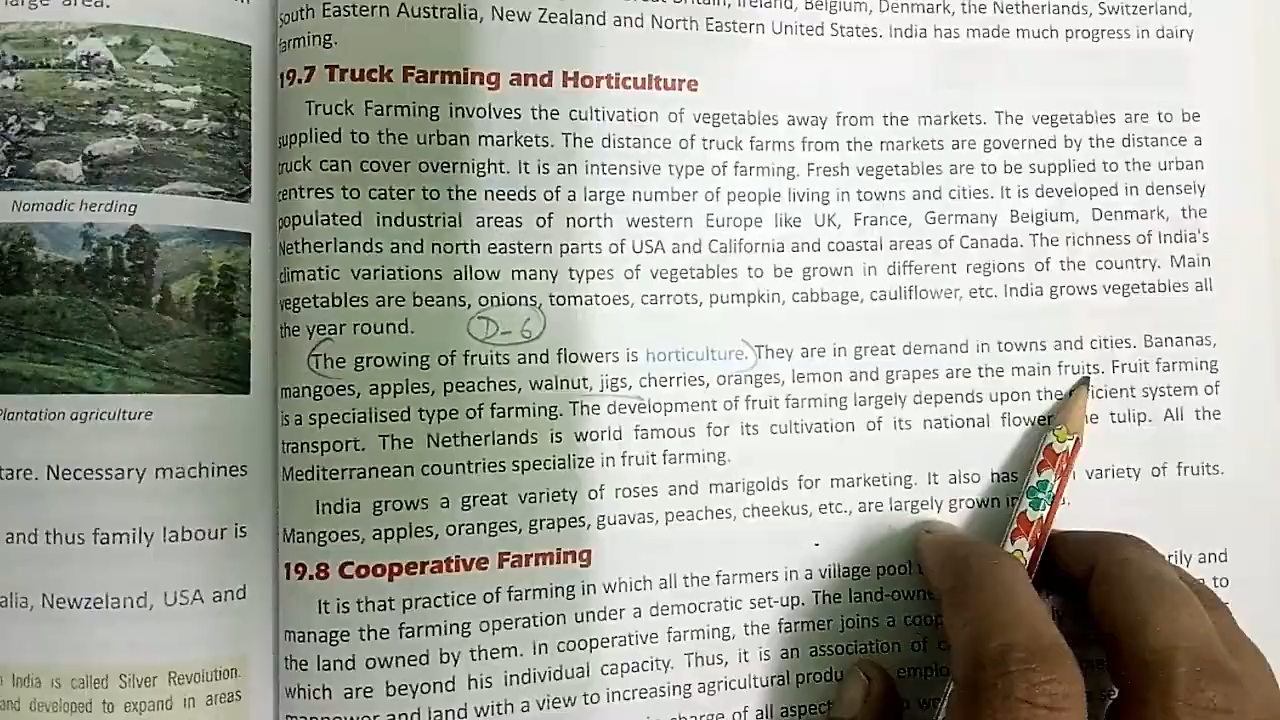 large area.
Nomadic herding
Plantation agriculture
tare. Necessary machines
and thus family labour is
alia, Newzeland, USA and
India is called Silver Revolution.
and developed to expand in areas
Ireland, Belgium, Denmark, the Netherlands, Switzerland,
South Eastern Australia, New Zealand and North Eastern United States. India has made much progress in dairy
farming.
19.7 Truck Farming and Horticulture
Truck Farming involves the cultivation of vegetables away from the markets. The vegetables are to be
supplied to the urban markets. The distance of truck farms from the markets are governed by the distance a
truck can cover overnight. It is an intensive type of farming. Fresh vegetables are to be supplied to the urban
centres to cater to the needs of a large number of people living in towns and cities. It is developed in densely
populated industrial areas of north western Europe like UK, France, Germany Belgium, Denmark, the
Netherlands and north eastern parts of USA and California and coastal areas of Canada. The richness of India's
climatic variations allow many types of vegetables to be grown in different regions of the country. Main
vegetables are beans, onions, tomatoes, carrots, pumpkin, cabbage, cauliflower, etc. India grows vegetables all
the year round. D-6
The growing of fruits and flowers is horticulture. They are in great demand in towns and cities. Bananas,
mangoes, apples, peaches, walnut, jigs, cherries, oranges, lemon and grapes are the main fruits. Fruit farming
is a specialised type of farming. The development of fruit farming largely depends upon the icient system of
transport. The Netherlands is world famous for its cultivation of its national flower e tulip. All the
Mediterranean countries specialize in fruit farming.
India grows a great variety of roses and marigolds for marketing. It also has variety of fruits.
Mangoes, apples, oranges, grapes, guavas, peaches, cheekus, etc., are largely grown in
19.8 Cooperative Farming
It is that practice of farming in which all the farmers in a village pool rily and
manage the farming operation under a democratic set-up. The land-owne to
the land owned by them. In cooperative farming, the farmer joins a coop
which are beyond his individual capacity. Thus, it is an association of
manpower and land with a view to increasing agricultural produ emplo
charge of all aspect